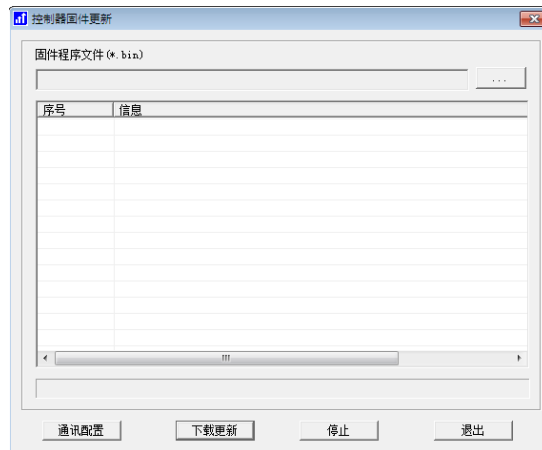 控制器固件更新
固件程序文件(*.bin)
...
序号 信息
通讯配置 下载更新 停止 退出